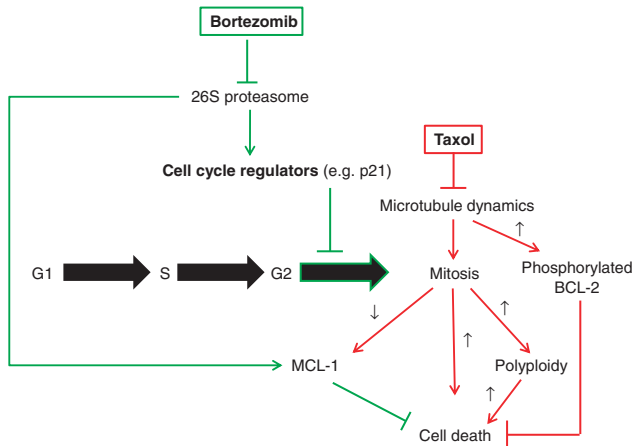 Bortezomib
26S proteasome
Taxol
Cell cycle regulators (e.g. p21)
Microtubule dynamics
↑
G1
S
G2
Mitosis
Phosphorylated
BCL-2
↓
↑
↑
MCL-1
Polyploidy
↑
Cell death